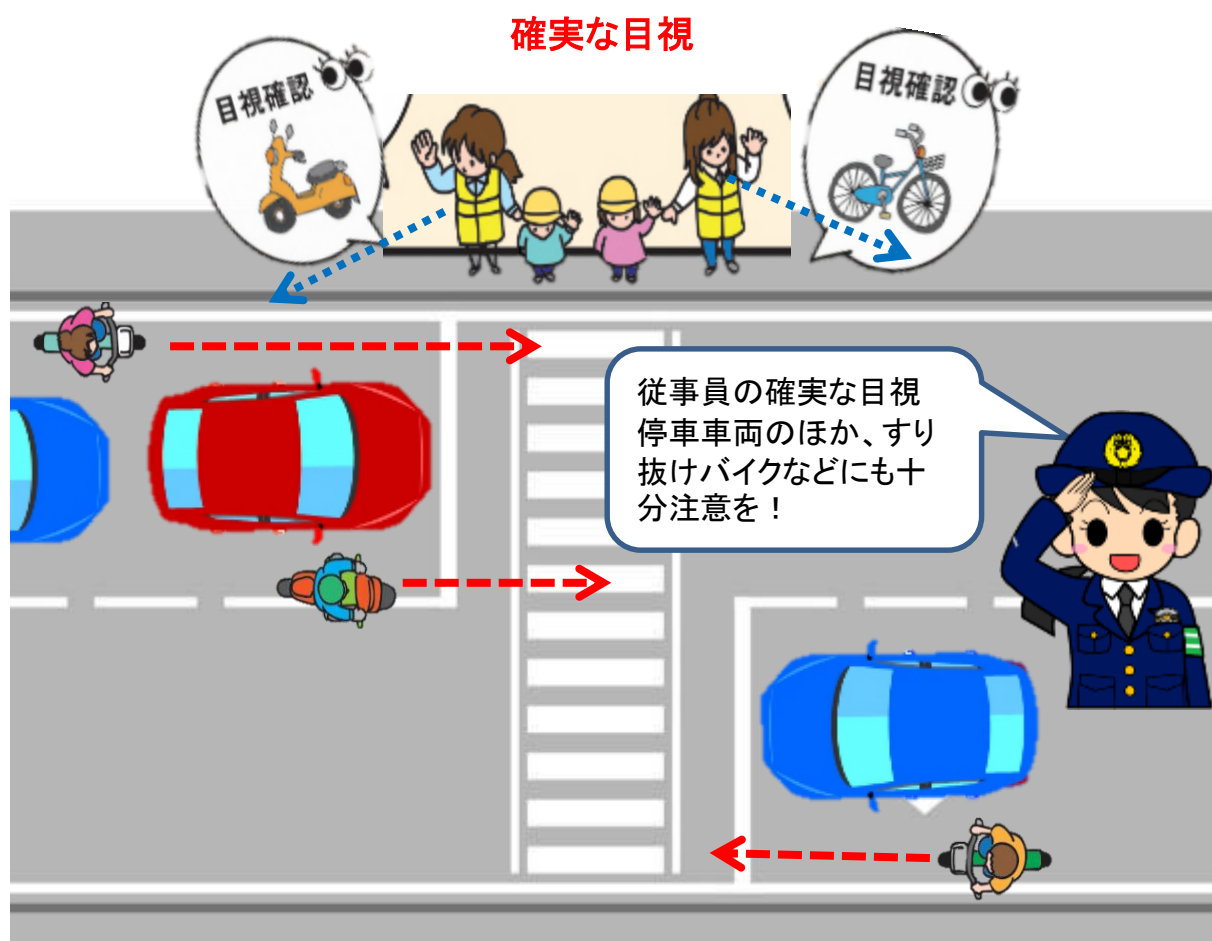 確実な目視
目視確認
目視確認
従事員の確実な目視
停車車両のほか、すり
抜けバイクなどにも十
分注意を！